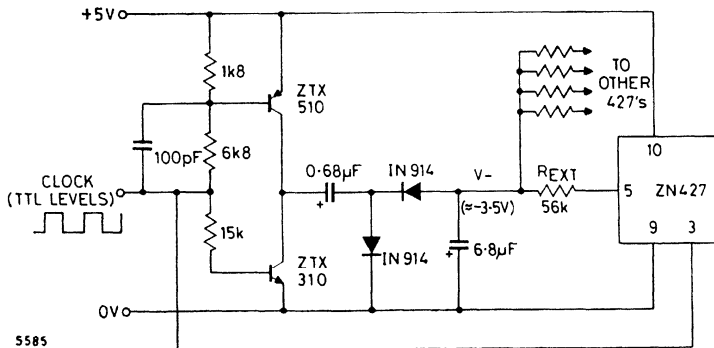 +5V
1k8
ZTX
510
TO
OTHER
427's
100pF
6k8
0·68µF
IN 914
V-
(≈-3·5V)
REXT
56k
10
5
ZN427
9
3
CLOCK
(TTL LEVELS)
15k
IN 914
6·8µF
+
+
ZTX
310
0V
5585